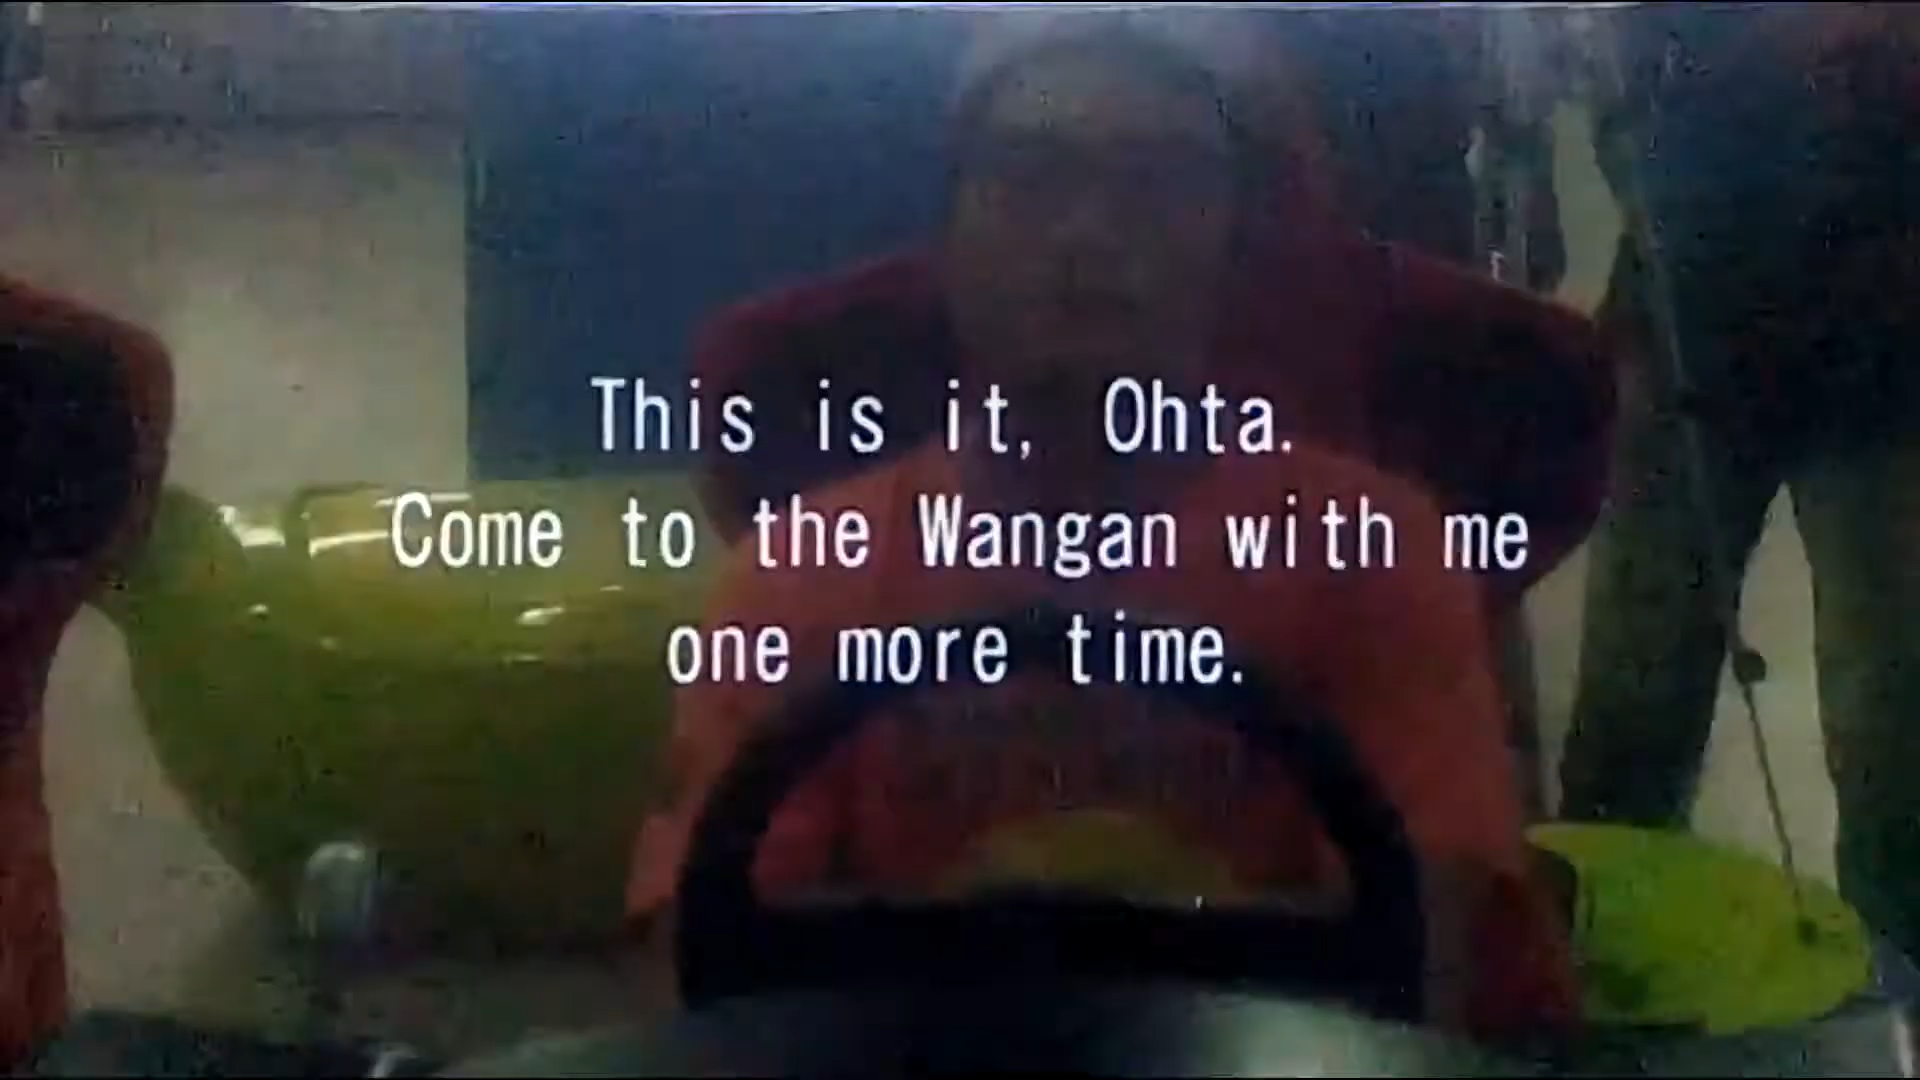 This is it, Ohta.
Come to the Wangan with me
one more time.